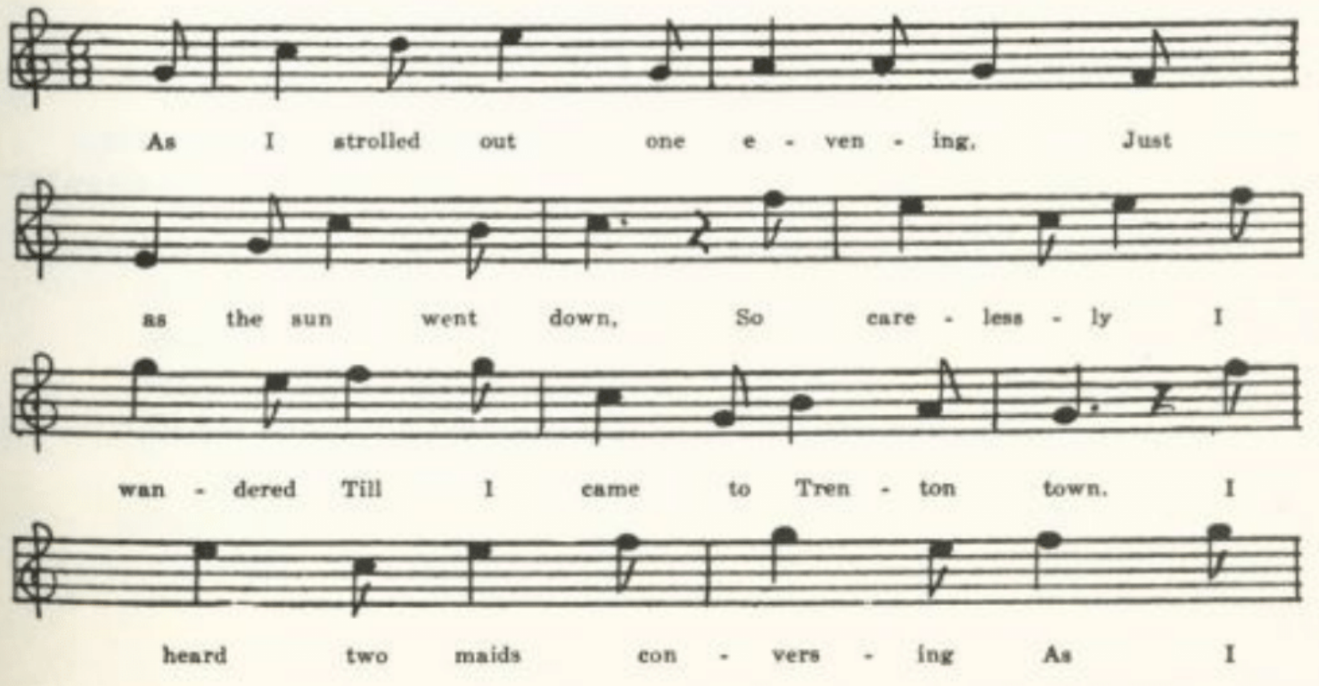 As I strolled out one e - ven - ing, Just
as the sun went down, So care - less - ly I
wan - dered Till I came to Tren - ton town. I
heard two maids con - vers - ing As I